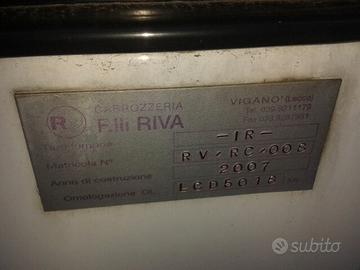 R
CARROZZERIA
F.lli RIVA
VIGANO' (Lecco)
Tipo furgone
-IR-
Matricola N°
RV/RC/008
Anno di costruzione
2007
Omologazione DL.
LCD5018
subito